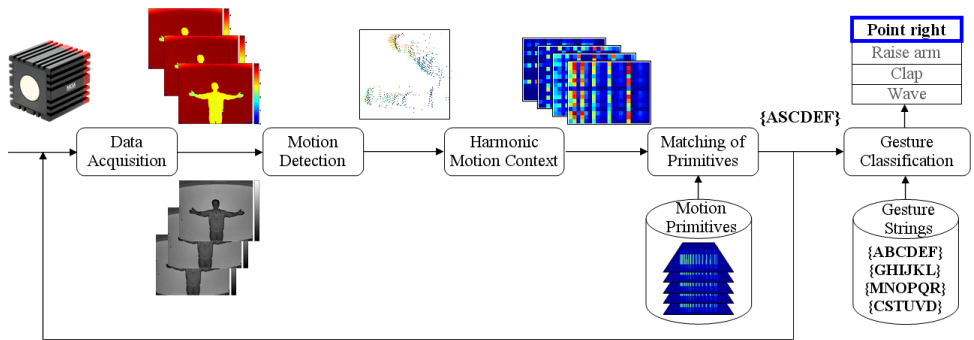 Point right
Raise arm
Clap
Wave
{ASCDEF}
Data
Acquisition
Motion
Detection
Harmonic
Motion Context
Matching of
Primitives
Gesture
Classification
Motion
Primitives
Gesture
Strings
{ABCDEF}
{GHIJKL}
{MNOPQR}
{CSTUVD}